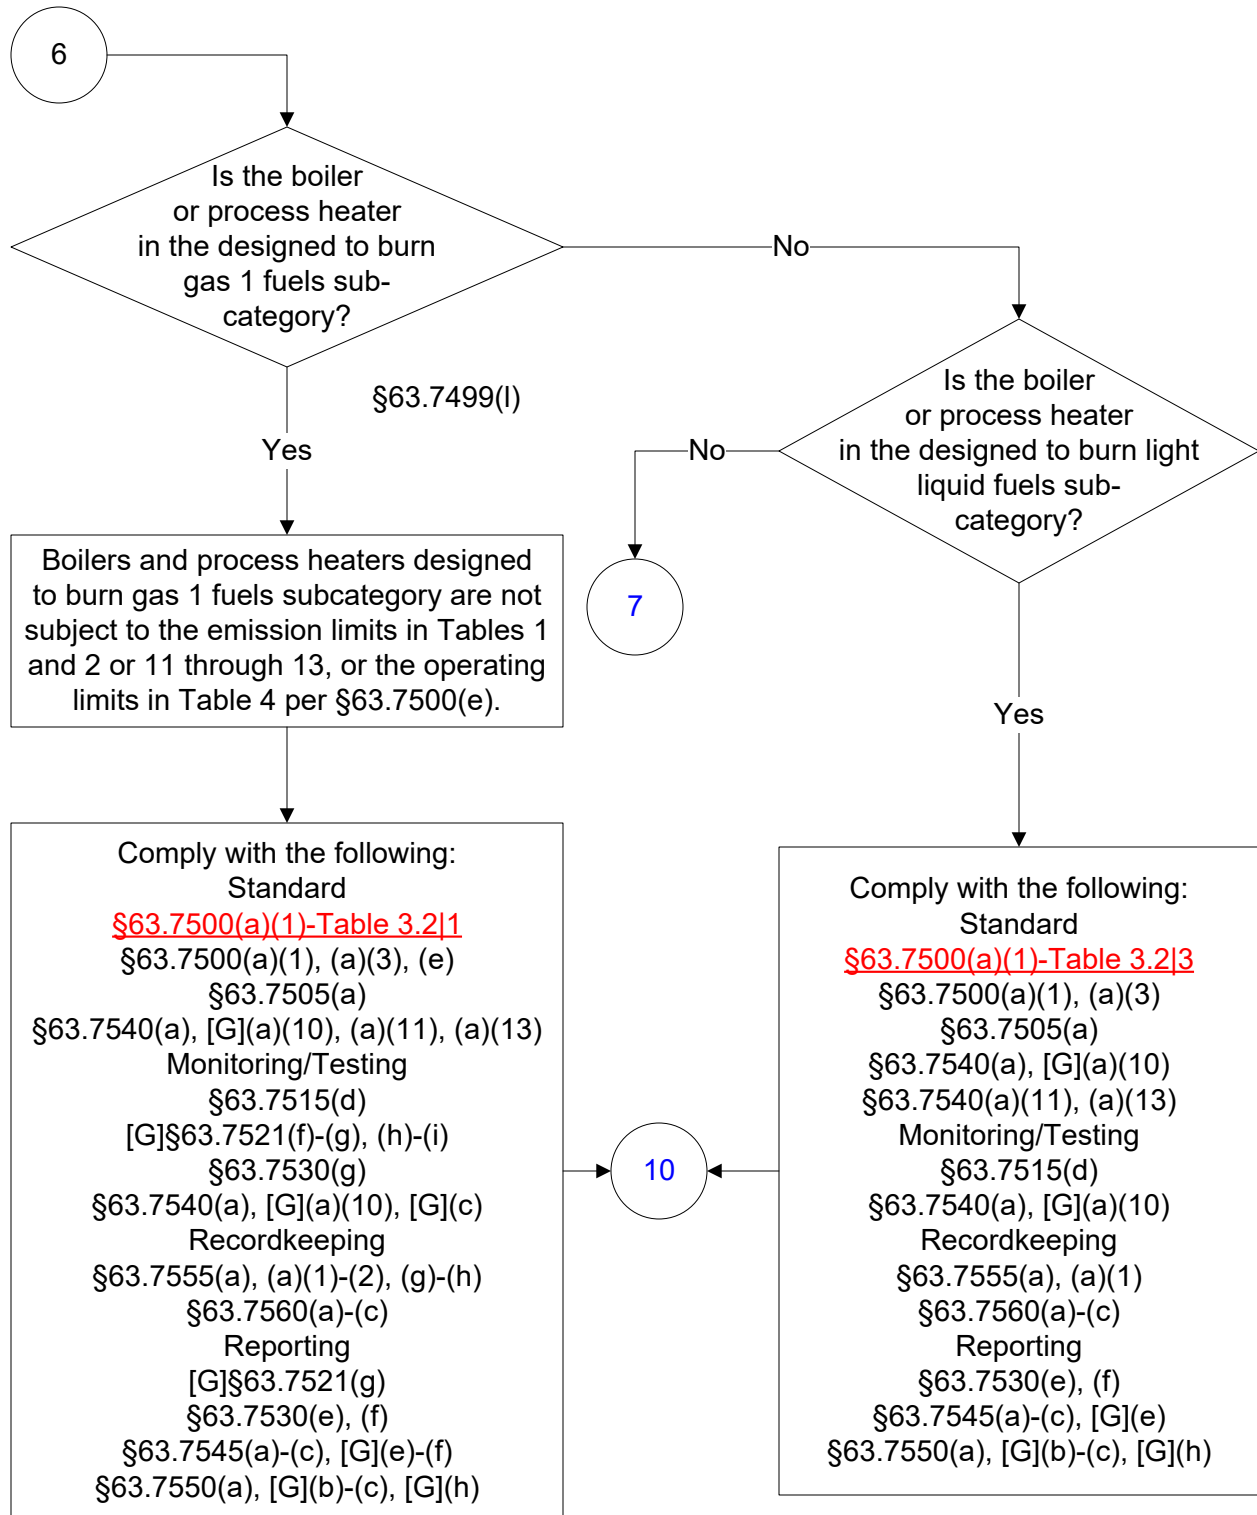 6
Is the boiler
or process heater
in the designed to burn
gas 1 fuels sub-
category?
No
§63.7499(l)
Yes
Is the boiler
or process heater
in the designed to burn light
liquid fuels sub-
category?
No
7
Yes
Boilers and process heaters designed
to burn gas 1 fuels subcategory are not
subject to the emission limits in Tables 1
and 2 or 11 through 13, or the operating
limits in Table 4 per §63.7500(e).
Comply with the following:
Standard
§63.7500(a)(1)-Table 3.2|1
§63.7500(a)(1), (a)(3), (e)
§63.7505(a)
§63.7540(a), [G](a)(10), (a)(11), (a)(13)
Monitoring/Testing
§63.7515(d)
[G]§63.7521(f)-(g), (h)-(i)
§63.7530(g)
§63.7540(a), [G](a)(10), [G](c)
Recordkeeping
§63.7555(a), (a)(1)-(2), (g)-(h)
§63.7560(a)-(c)
Reporting
[G]§63.7521(g)
§63.7530(e), (f)
§63.7545(a)-(c), [G](e)-(f)
§63.7550(a), [G](b)-(c), [G](h)
10
Comply with the following:
Standard
§63.7500(a)(1)-Table 3.2|3
§63.7500(a)(1), (a)(3)
§63.7505(a)
§63.7540(a), [G](a)(10)
§63.7540(a)(11), (a)(13)
Monitoring/Testing
§63.7515(d)
§63.7540(a), [G](a)(10)
Recordkeeping
§63.7555(a), (a)(1)
§63.7560(a)-(c)
Reporting
§63.7530(e), (f)
§63.7545(a)-(c), [G](e)
§63.7550(a), [G](b)-(c), [G](h)